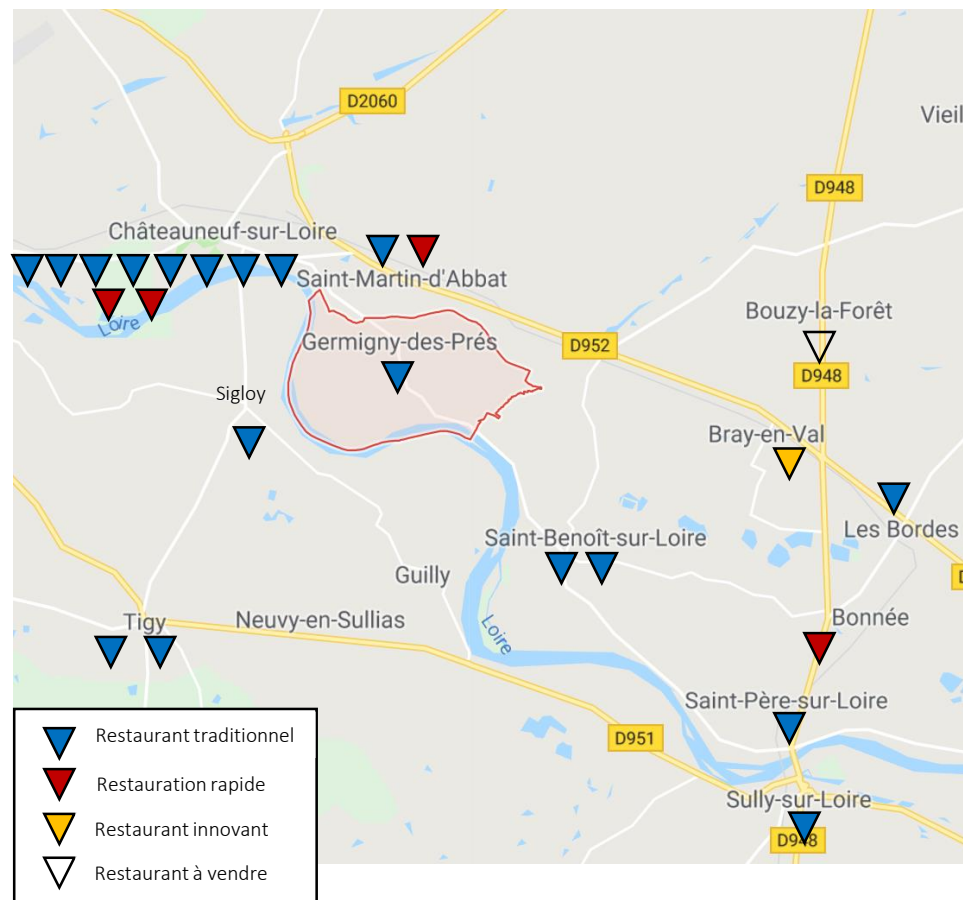 D2060
Vieil
D948
Châteauneuf-sur-Loire
Saint-Martin-d'Abbat
Loire
Bouzy-la-Forêt
Germigny-des-Prés
D952
D948
Sigloy
Bray-en-Val
Les Bordes
Saint-Benoît-sur-Loire
Guilly
D
Bonnée
Tigy
Neuvy-en-Sullias
Loire
Saint-Père-sur-Loire
D951
Sully-sur-Loire
D948
Restaurant traditionnel
Restauration rapide
Restaurant innovant
Restaurant à vendre